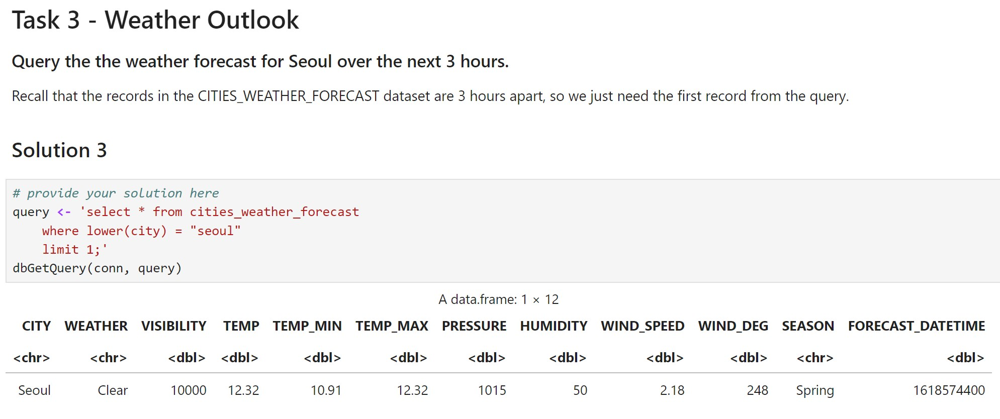 Task 3 - Weather Outlook
Query the the weather forecast for Seoul over the next 3 hours.
Recall that the records in the CITIES_WEATHER_FORECAST dataset are 3 hours apart, so we just need the first record from the query.
Solution 3
# provide your solution here
query <- 'select * from cities_weather_forecast
    where lower(city) = "seoul"
    limit 1;'
dbGetQuery(conn, query)
A data.frame: 1 × 12
CITY WEATHER VISIBILITY TEMP TEMP_MIN TEMP_MAX PRESSURE HUMIDITY WIND_SPEED WIND_DEG SEASON FORECAST_DATETIME
<chr> <chr> <dbl> <dbl> <dbl> <dbl> <dbl> <dbl> <dbl> <dbl> <chr> <dbl>
Seoul Clear 10000 12.32 10.91 12.32 1015 50 2.18 248 Spring 1618574400